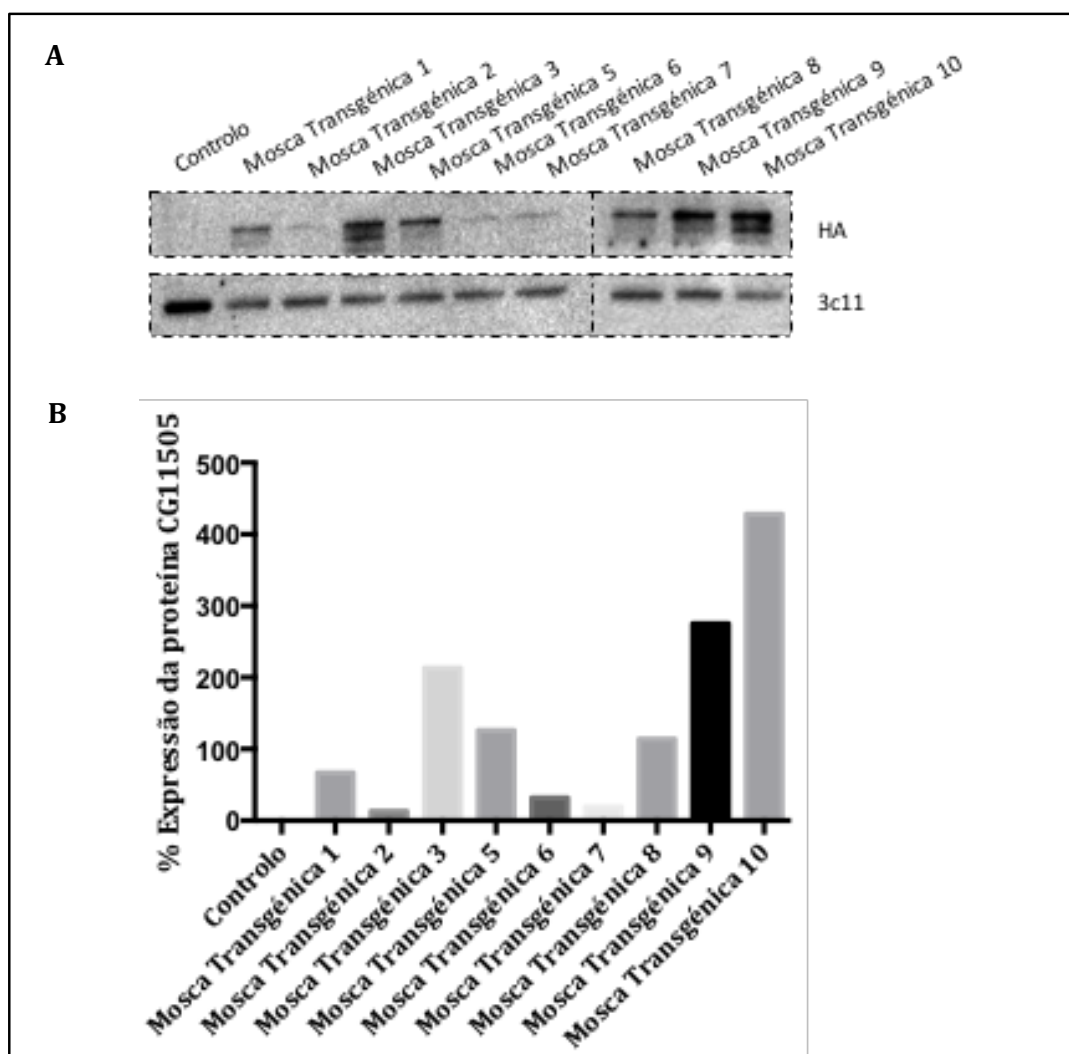 A
Controlo
Mosca Transgénica 1
Mosca Transgénica 2
Mosca Transgénica 3
Mosca Transgénica 5
Mosca Transgénica 6
Mosca Transgénica 7
Mosca Transgénica 8
Mosca Transgénica 9
Mosca Transgénica 10
HA
3c11
B
% Expressão da proteína CG11505
500
400
300
200
100
0
Controlo
Mosca Transgénica 1
Mosca Transgénica 2
Mosca Transgénica 3
Mosca Transgénica 5
Mosca Transgénica 6
Mosca Transgénica 7
Mosca Transgénica 8
Mosca Transgénica 9
Mosca Transgénica 10